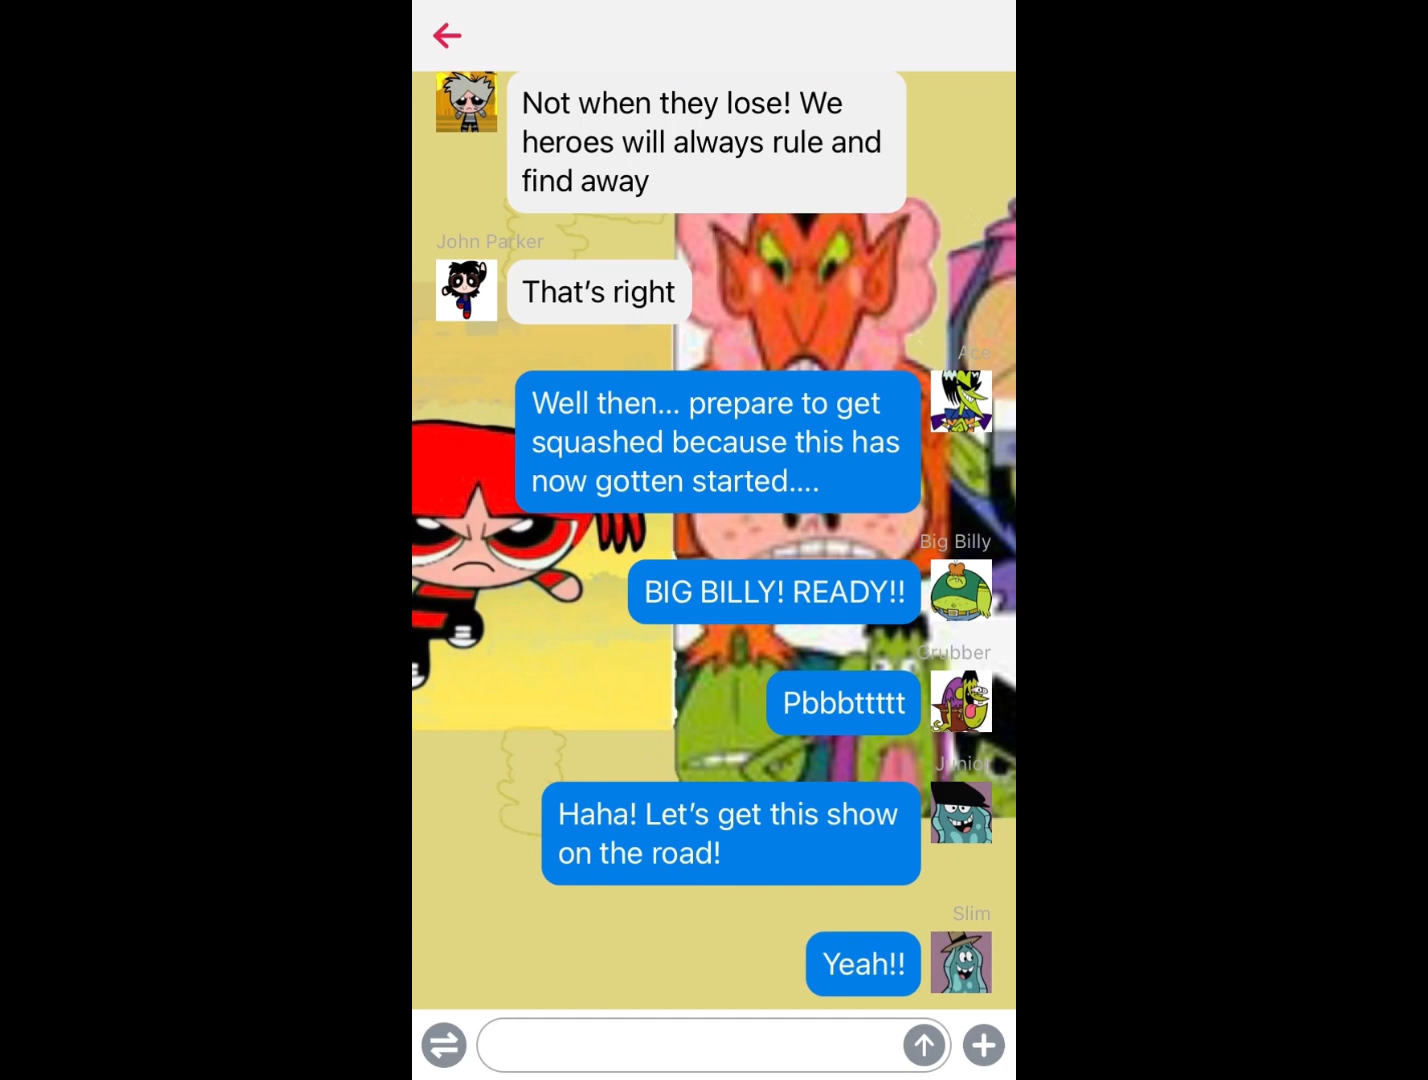 Not when they lose! We
heroes will always rule and
find away
John Parker
That's right
Ace
Well then... prepare to get
squashed because this has
now gotten started....
Big Billy
BIG BILLY! READY!!
Grubber
Pbbbttttt
Junior
Haha! Let's get this show
on the road!
Slim
Yeah!!